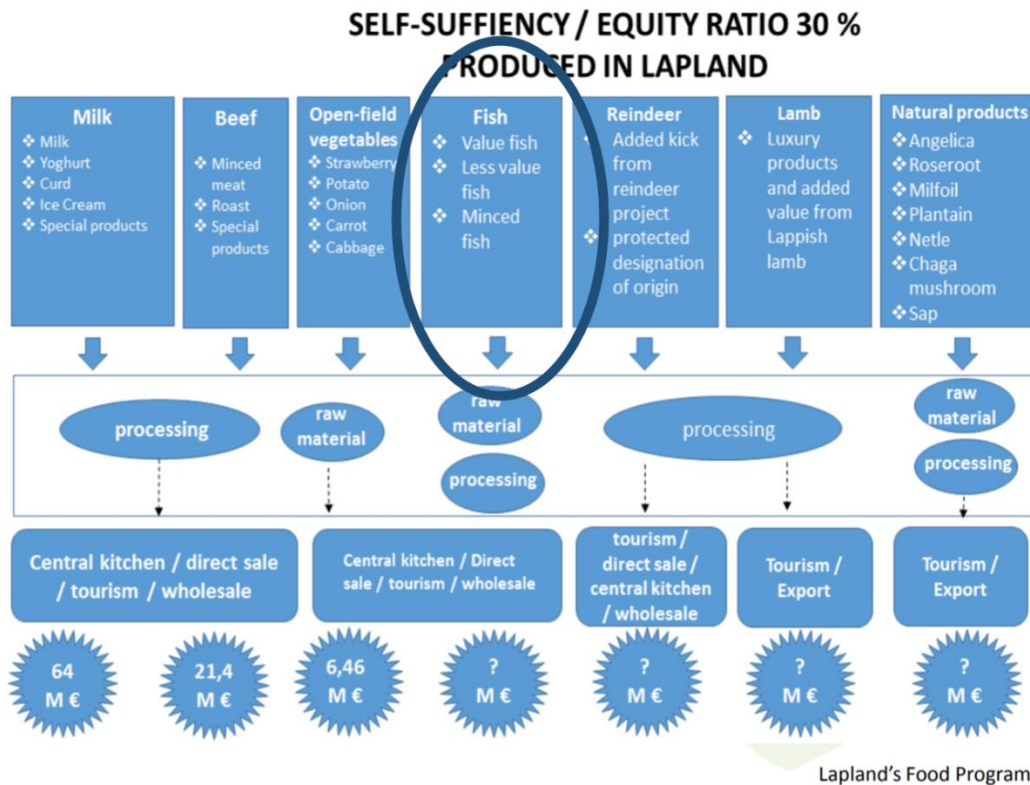 SELF-SUFFIENCY / EQUITY RATIO 30 %
PRODUCED IN LAPLAND
Milk
❖ Milk
❖ Yoghurt
❖ Curd
❖ Ice Cream
❖ Special products
Beef
❖ Minced
meat
❖ Roast
❖ Special
products
Open-field
vegetables
❖ Strawberry
❖ Potato
❖ Onion
❖ Carrot
❖ Cabbage
Fish
❖ Value fish
❖ Less value
fish
❖ Minced
fish
Reindeer
❖ Added kick
from
reindeer
project
❖ protected
designation
of origin
Lamb
❖ Luxury
products
and added
value from
Lappish
lamb
Natural products
❖ Angelica
❖ Roseroot
❖ Milfoil
❖ Plantain
❖ Netle
❖ Chaga
mushroom
❖ Sap
processing
raw
material
raw
material
processing
processing
raw
material
processing
Central kitchen / direct sale
/ tourism / wholesale
Central kitchen / Direct
sale / tourism / wholesale
tourism /
direct sale /
central kitchen
/ wholesale
Tourism /
Export
Tourism /
Export
64
M €
21,4
M €
6,46
M €
?
M €
?
M €
?
M €
?
M €
Lapland's Food Program